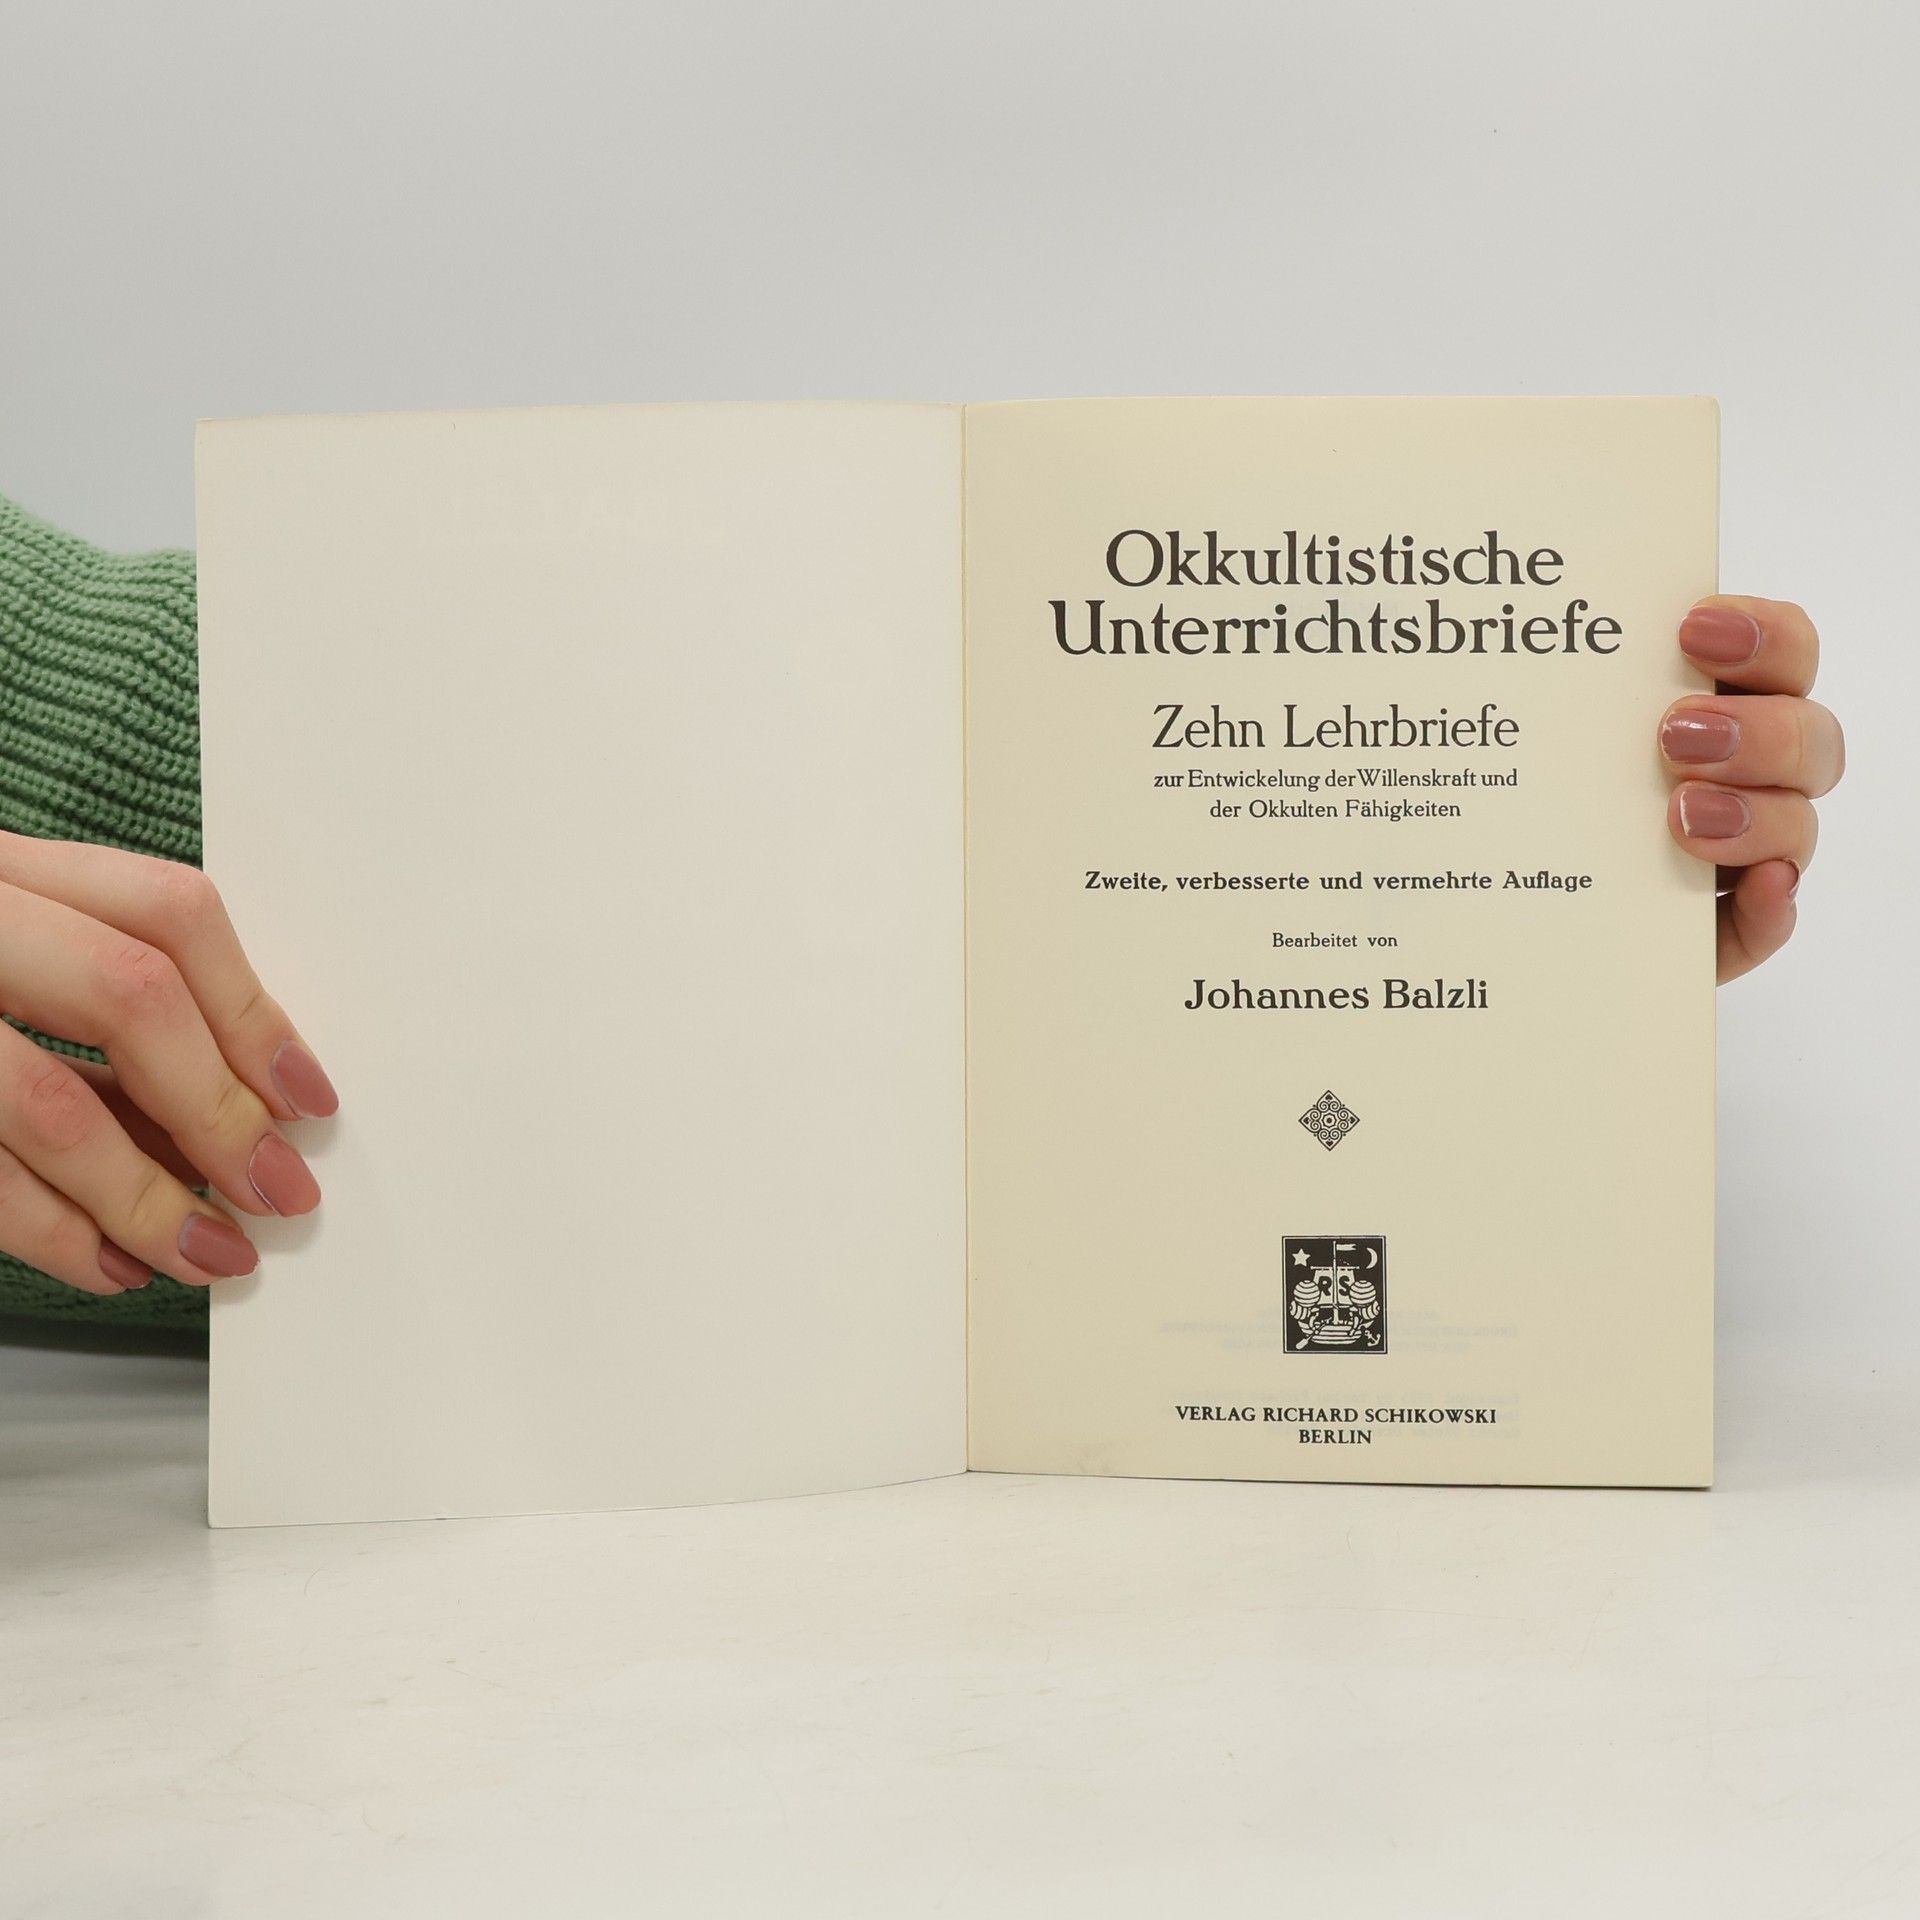 Okkultistische
Unterrichtsbriefe
Zehn Lehrbriefe
zur Entwickelung der Willenskraft und
der Okkulten Fähigkeiten
Zweite, verbesserte und vermehrte Auflage
Bearbeitet von
Johannes Balzli
R S
VERLAG RICHARD SCHIKOWSKI
BERLIN